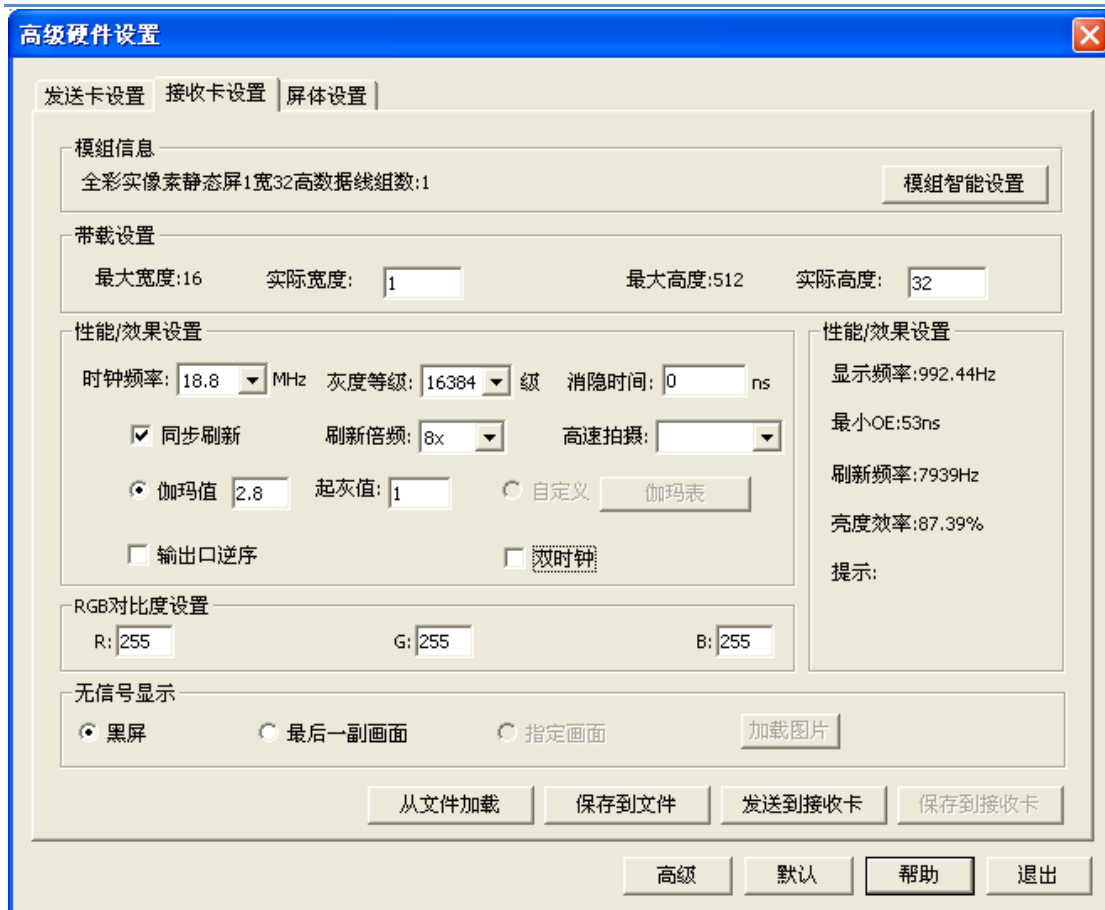 高级硬件设置
发送卡设置 接收卡设置 屏体设置
模组信息
全彩实像素静态屏1宽32高数据线组数:1 模组智能设置
带载设置
最大宽度:16 实际宽度: 1 最大高度:512 实际高度: 32
性能/效果设置
时钟频率: 18.8 MHz 灰度等级: 16384 级 消隐时间: 0 ns
同步刷新 刷新倍频: 8x 高速拍摄:
伽玛值 2.8 起灰值: 1 自定义 伽玛表
输出口逆序 双时钟
性能/效果设置
显示频率:992.44Hz
最小OE:53ns
刷新频率:7939Hz
亮度效率:87.39%
提示:
RGB对比度设置
R: 255 G: 255 B: 255
无信号显示
黑屏 最后一副画面 指定画面 加载图片
从文件加载 保存到文件 发送到接收卡 保存到接收卡
高级 默认 帮助 退出